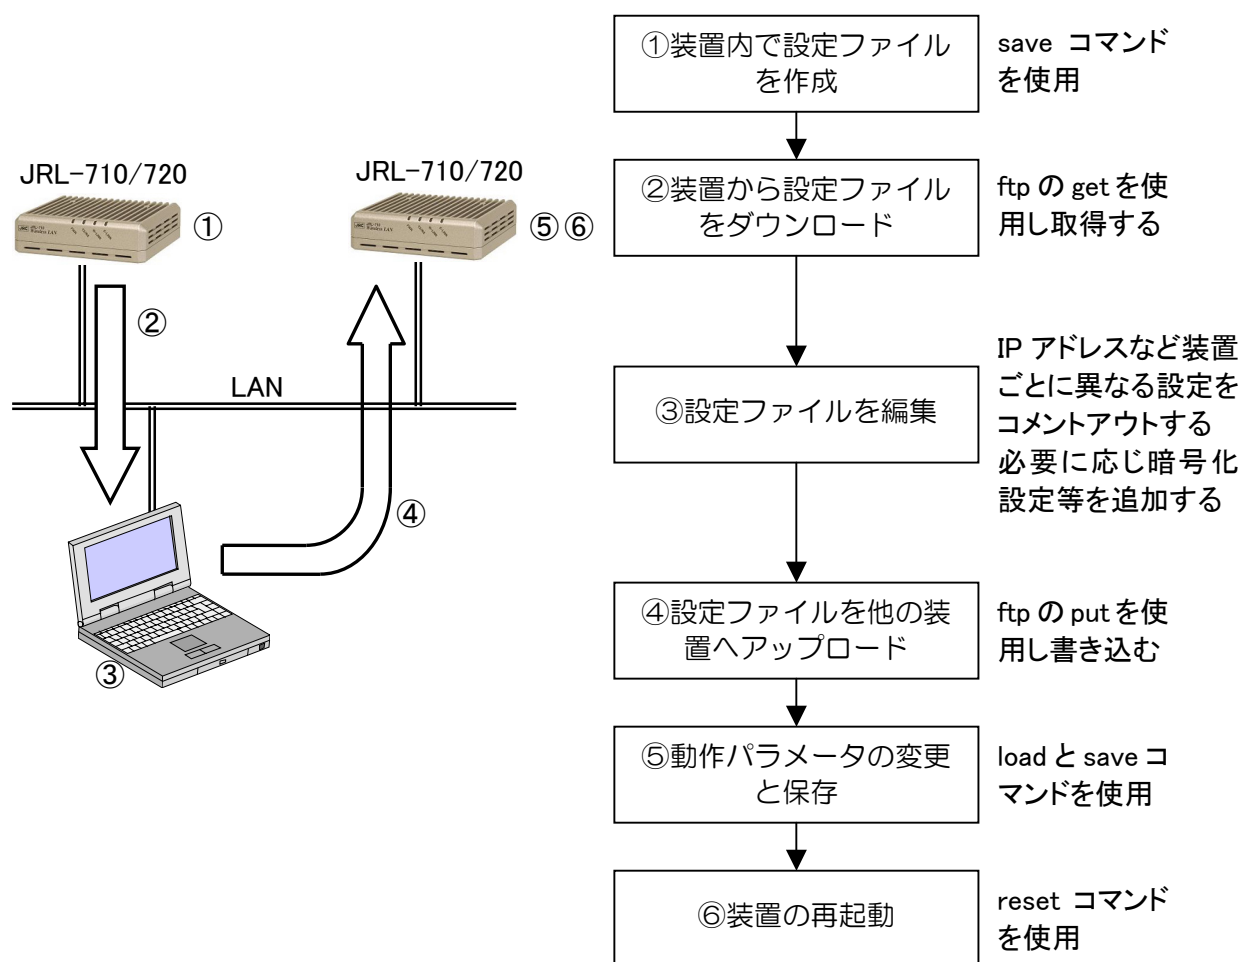 ①装置内で設定ファイル
を作成
save コマンド
を使用
②装置から設定ファイル
をダウンロード
ftp の get を使
用し取得する
③設定ファイルを編集
IP アドレスなど装置
ごとに異なる設定を
コメントアウトする
必要に応じ暗号化
設定等を追加する
④設定ファイルを他の装
置へアップロード
ftp の put を使
用し書き込む
⑤動作パラメータの変更
と保存
load と save コ
マンドを使用
⑥装置の再起動
reset コマンド
を使用
JRL-710/720
①
JRL-710/720
⑤⑥
②
LAN
④
③